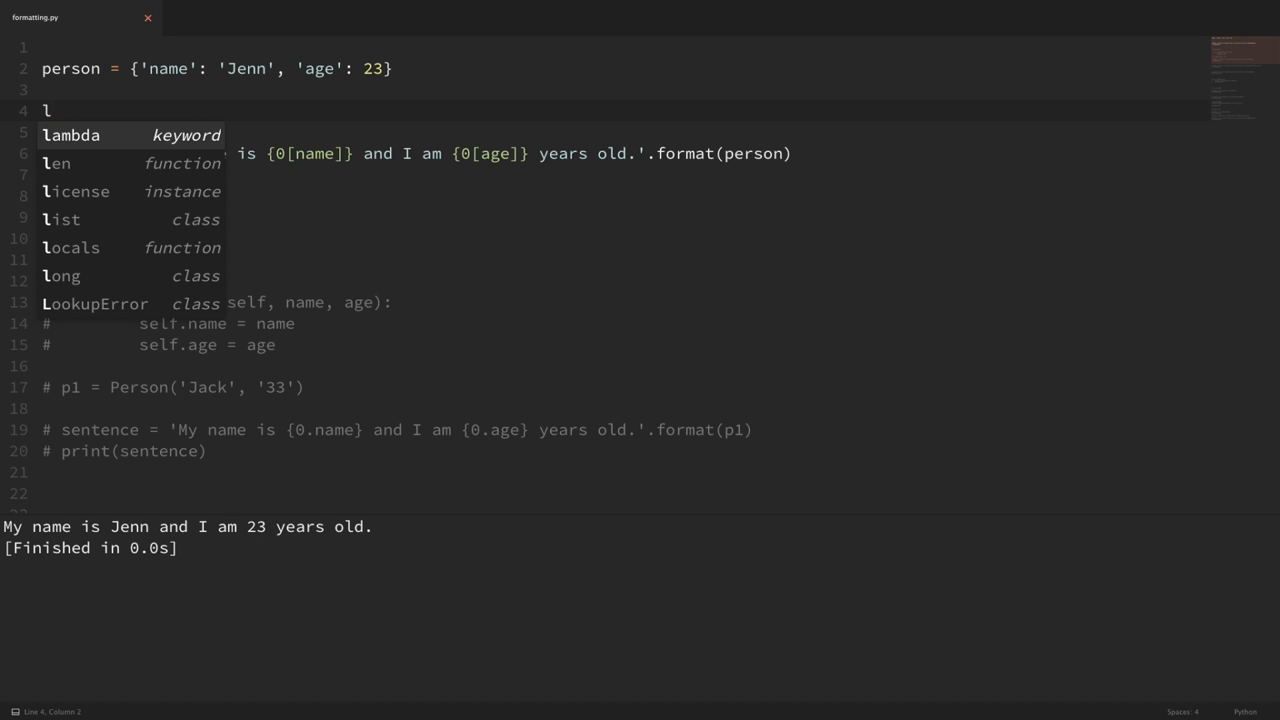 formatting.py
1
2 person = {'name': 'Jenn', 'age': 23}
3
4 l
5 lambda keyword
6 is {0[name]} and I am {0[age]} years old.'.format(person)
len function
7
8 license instance
9 list class
10 locals function
11
12 long class
13 self, name, age):
LookupError class
14 # self.name = name
15 # self.age = age
16
17 # p1 = Person('Jack', '33')
18
19 # sentence = 'My name is {0.name} and I am {0.age} years old.'.format(p1)
20 # print(sentence)
21
22
My name is Jenn and I am 23 years old.
[Finished in 0.0s]
Line 4, Column 2 Spaces: 4 Python